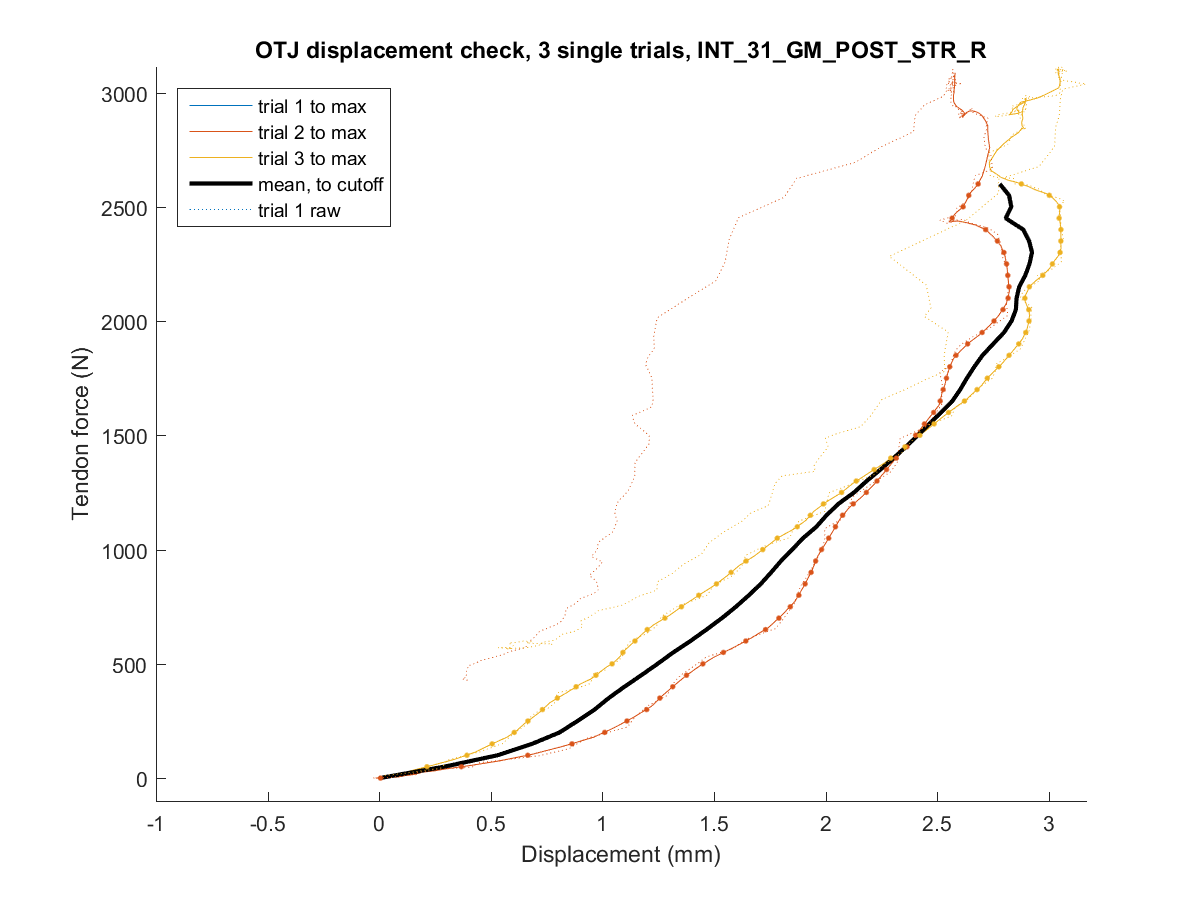 OTJ displacement check, 3 single trials, INT_31_GM_POST_STR_R
trial 1 to max
trial 2 to max
trial 3 to max
mean, to cutoff
trial 1 raw
Tendon force (N)
3000
2500
2000
1500
1000
500
0
-1 -0.5 0 0.5 1 1.5 2 2.5 3
Displacement (mm)